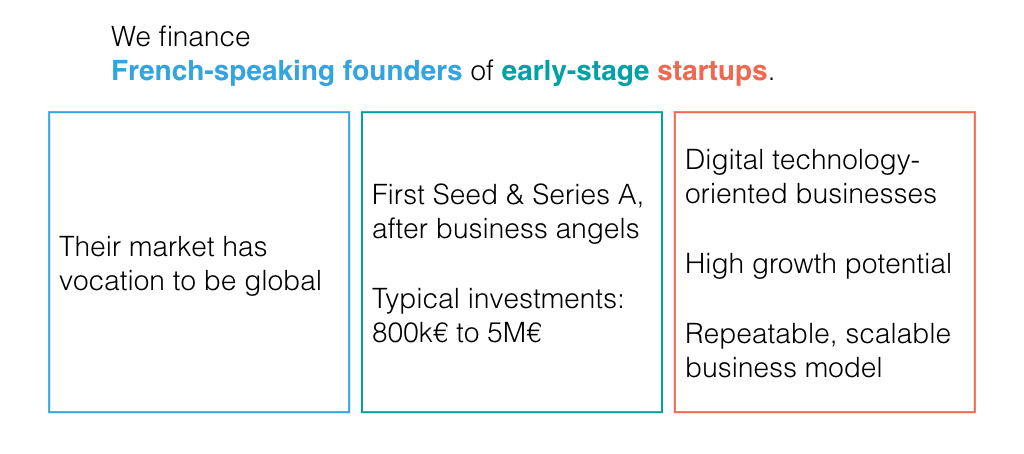 We finance
French-speaking founders of early-stage startups.
Their market has
vocation to be global
First Seed & Series A,
after business angels
Typical investments:
800k€ to 5M€
Digital technology-
oriented businesses
High growth potential
Repeatable, scalable
business model